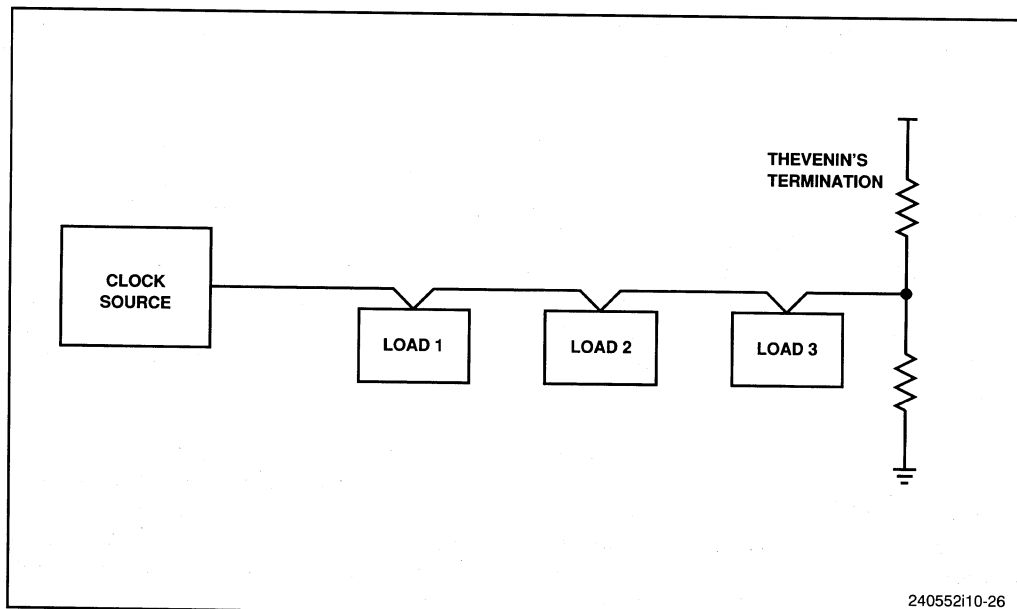 THEVENIN'S
TERMINATION
CLOCK
SOURCE
LOAD 1
LOAD 2
LOAD 3
240552i10-26